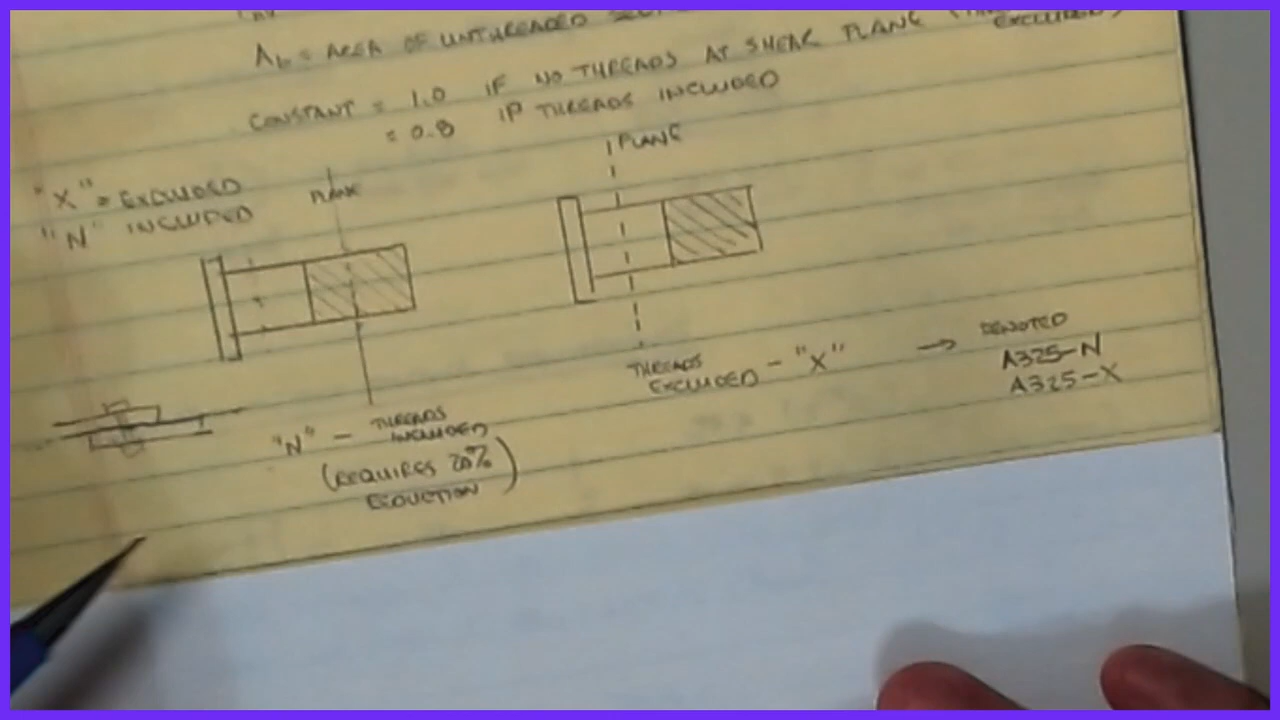 Ab = AREA OF UNTHREADED
CONSTANT = 1.0 IF NO THREADS AT SHEAR PLANE
EXCLUDED)
= 0.8 IF THREADS INCLUDED
"X" = EXCLUDED
"N" INCLUDED
PLANE
PLANE
"N" - THREADS INCLUDED
(REQUIRES 20%
REDUCTION)
THREADS
EXCLUDED - "X"
→ DENOTED
A325-N
A325-X